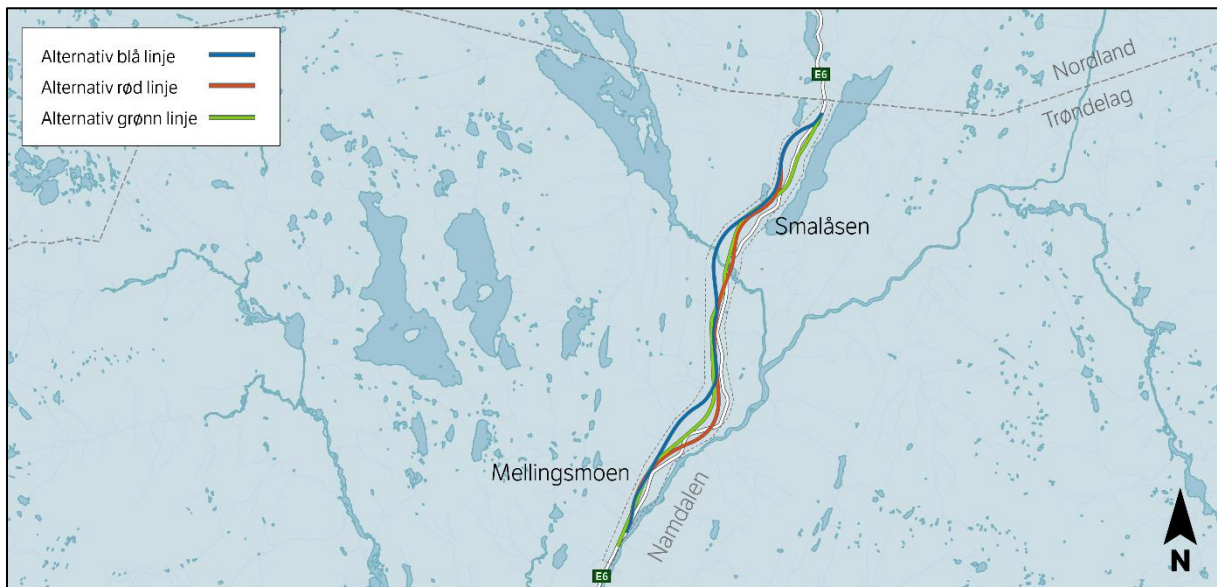 Alternativ blå linje
Alternativ rød linje
Alternativ grønn linje
E6
Nordland
Trøndelag
Smalåsen
Mellingsmoen
Namdalen
N
E6